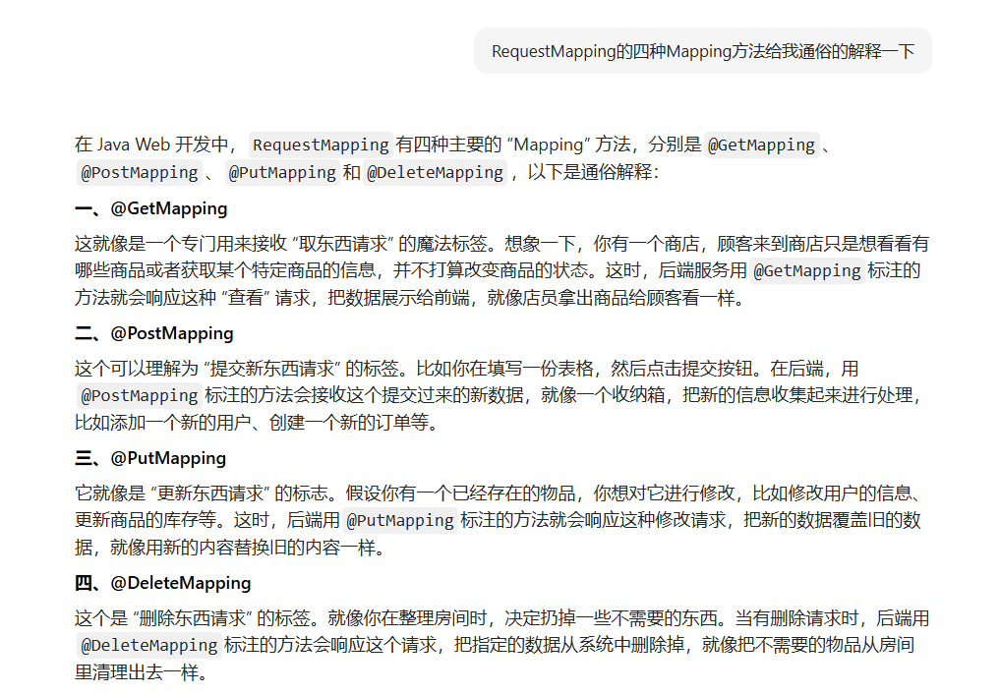 RequestMapping的四种Mapping方法给我通俗的解释一下
在 Java Web 开发中， RequestMapping 有四种主要的 “Mapping” 方法，分别是 @GetMapping 、
@PostMapping 、 @PutMapping 和 @DeleteMapping ，以下是通俗解释：
一、@GetMapping
这就像是一个专门用来接收 “取东西请求” 的魔法标签。想象一下，你有一个商店，顾客来到商店只是想看看有
哪些商品或者获取某个特定商品的信息，并不打算改变商品的状态。这时，后端服务用 @GetMapping 标注的
方法就会响应这种 “查看” 请求，把数据展示给前端，就像店员拿出商品给顾客看一样。
二、@PostMapping
这个可以理解为 “提交新东西请求” 的标签。比如你在填写一份表格，然后点击提交按钮。在后端，用
@PostMapping 标注的方法会接收这个提交过来的新数据，就像一个收纳箱，把新的信息收集起来进行处理，
比如添加一个新的用户、创建一个新的订单等。
三、@PutMapping
它就像是 “更新东西请求” 的标志。假设你有一个已经存在的物品，你想对它进行修改，比如修改用户的信息、
更新商品的库存等。这时，后端用 @PutMapping 标注的方法就会响应这种修改请求，把新的数据覆盖旧的数
据，就像用新的内容替换旧的内容一样。
四、@DeleteMapping
这个是 “删除东西请求” 的标签。就像你在整理房间时，决定扔掉一些不需要的东西。当有删除请求时，后端用
@DeleteMapping 标注的方法会响应这个请求，把指定的数据从系统中删除掉，就像把不需要的物品从房间
里清理出去一样。